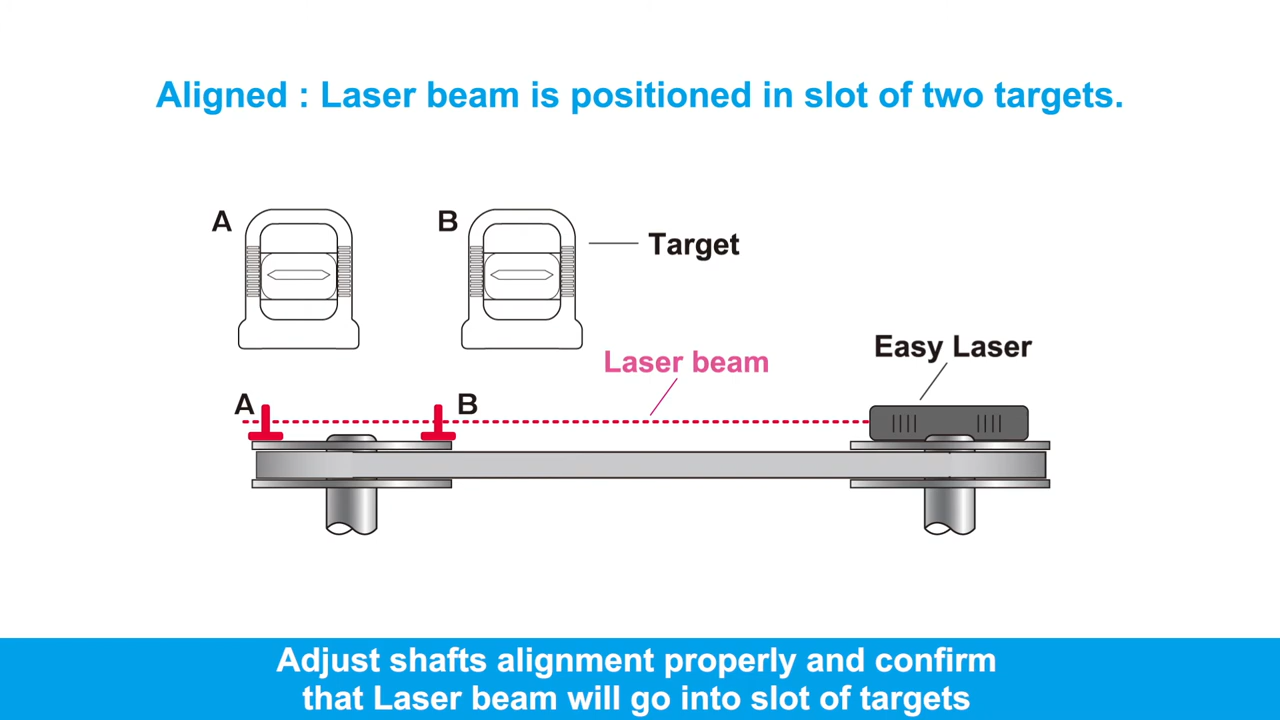 Aligned : Laser beam is positioned in slot of two targets.
A
B
Target
Easy Laser
Laser beam
A
B
Adjust shafts alignment properly and confirm
that Laser beam will go into slot of targets